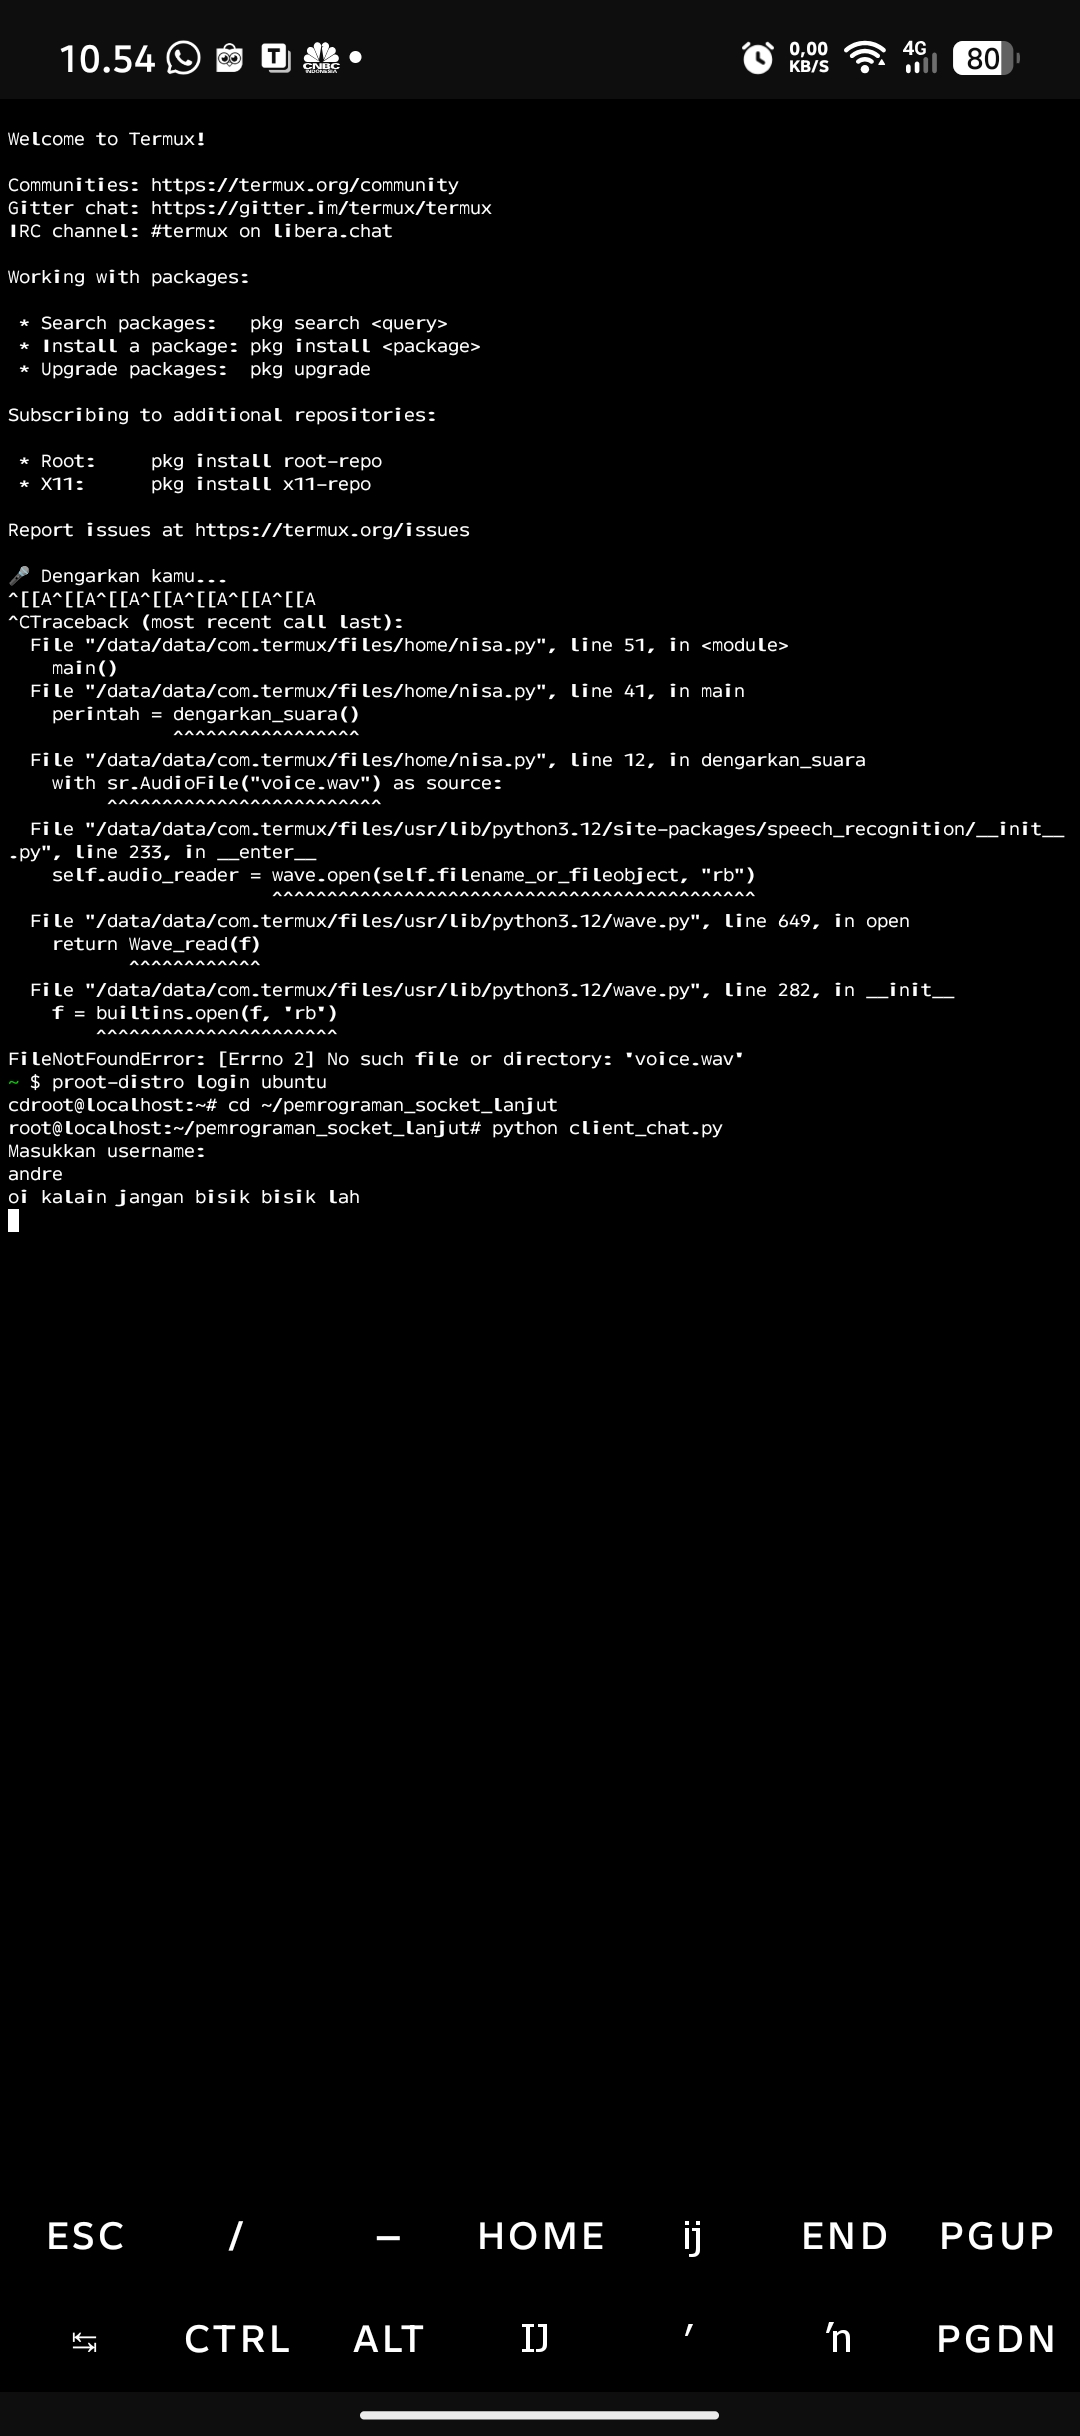 10.54
0,00
KB/S
4G
80
T
CNBC
INDONESIA
Welcome to Termux!
Communities: https://termux.org/community
Gitter chat: https://gitter.im/termux/termux
IRC channel: #termux on libera.chat
Working with packages:
* Search packages:   pkg search <query>
* Install a package: pkg install <package>
* Upgrade packages:  pkg upgrade
Subscribing to additional repositories:
* Root:     pkg install root-repo
* X11:      pkg install x11-repo
Report issues at https://termux.org/issues
🎤 Dengarkan kamu...
^[[A^[[A^[[A^[[A^[[A^[[A^[[A
^CTraceback (most recent call last):
  File "/data/data/com.termux/files/home/nisa.py", line 51, in <module>
    main()
  File "/data/data/com.termux/files/home/nisa.py", line 41, in main
    perintah = dengarkan_suara()
               ^^^^^^^^^^^^^^^^^
  File "/data/data/com.termux/files/home/nisa.py", line 12, in dengarkan_suara
    with sr.AudioFile("voice.wav") as source:
         ^^^^^^^^^^^^^^^^^^^^^^^^^
  File "/data/data/com.termux/files/usr/lib/python3.12/site-packages/speech_recognition/__init__
.py", line 233, in __enter__
    self.audio_reader = wave.open(self.filename_or_fileobject, "rb")
                        ^^^^^^^^^^^^^^^^^^^^^^^^^^^^^^^^^^^^^^^^^^^^
  File "/data/data/com.termux/files/usr/lib/python3.12/wave.py", line 649, in open
    return Wave_read(f)
           ^^^^^^^^^^^^
  File "/data/data/com.termux/files/usr/lib/python3.12/wave.py", line 282, in __init__
    f = builtins.open(f, 'rb')
        ^^^^^^^^^^^^^^^^^^^^^^
FileNotFoundError: [Errno 2] No such file or directory: 'voice.wav'
~ $ proot-distro login ubuntu
cdroot@localhost:~# cd ~/pemrograman_socket_lanjut
root@localhost:~/pemrograman_socket_lanjut# python client_chat.py
Masukkan username:
andre
oi kalain jangan bisik bisik lah
ESC / — HOME ĳ END PGUP
↹ CTRL ALT Ĳ ′ ŉ PGDN